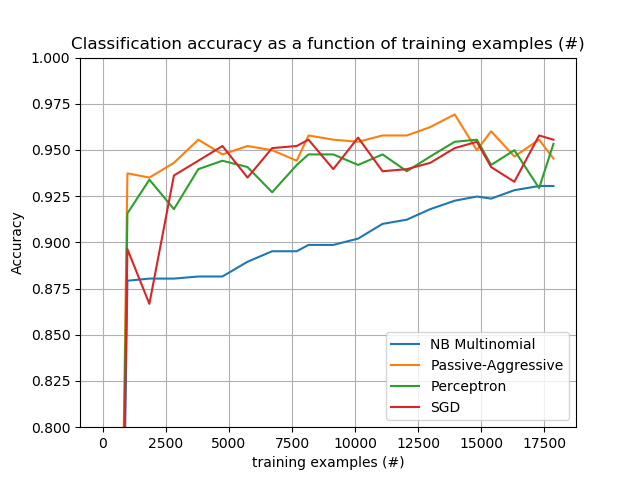 Classification accuracy as a function of training examples (#)
1.000
0.975
0.950
0.925
0.900
0.875
0.850
0.825
0.800
Accuracy
NB Multinomial
Passive-Aggressive
Perceptron
SGD
0 2500 5000 7500 10000 12500 15000 17500
training examples (#)